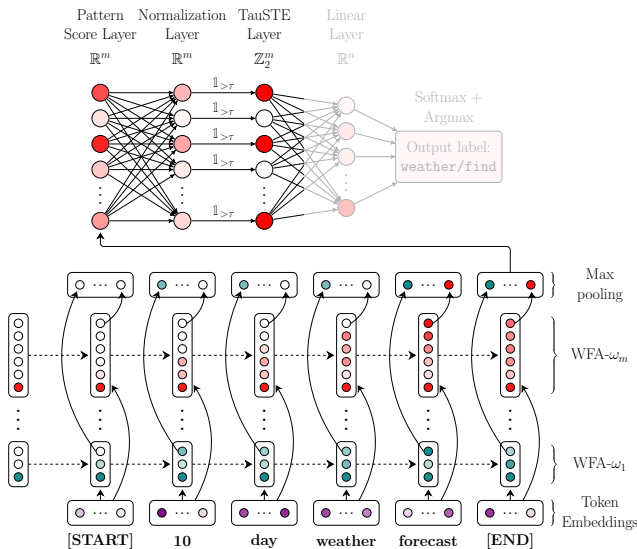 Pattern
Score Layer
ℝ^m
Normalization
Layer
ℝ^m
TauSTE
Layer
ℤ₂^m
Linear
Layer
ℝ^n
𝟙_{>τ}
𝟙_{>τ}
𝟙_{>τ}
𝟙_{>τ}
𝟙_{>τ}
Softmax +
Argmax
Output label:
weather/find
Max
pooling
WFA-ω_m
WFA-ω_1
Token
Embeddings
[START] 10 day weather forecast [END]